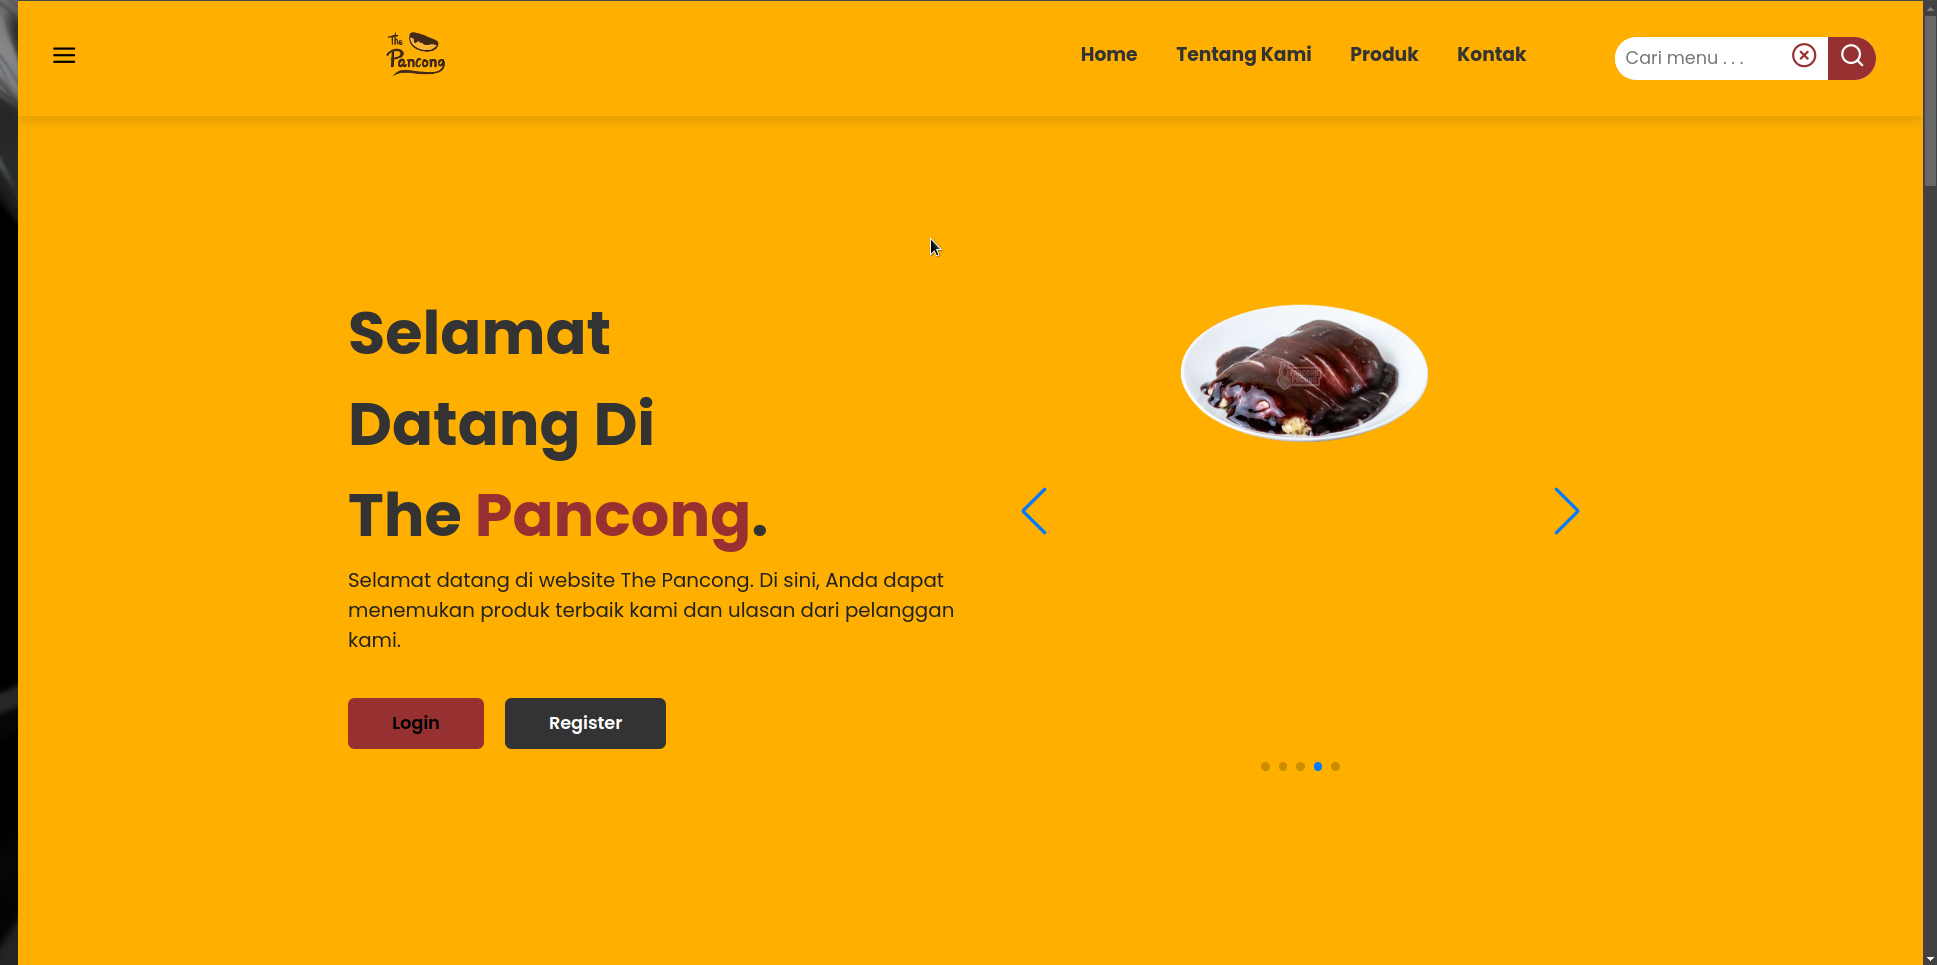 The
Pancong
Home
Tentang Kami
Produk
Kontak
Cari menu . . .
Selamat
Datang Di
The Pancong.
Selamat datang di website The Pancong. Di sini, Anda dapat
menemukan produk terbaik kami dan ulasan dari pelanggan
kami.
Login
Register